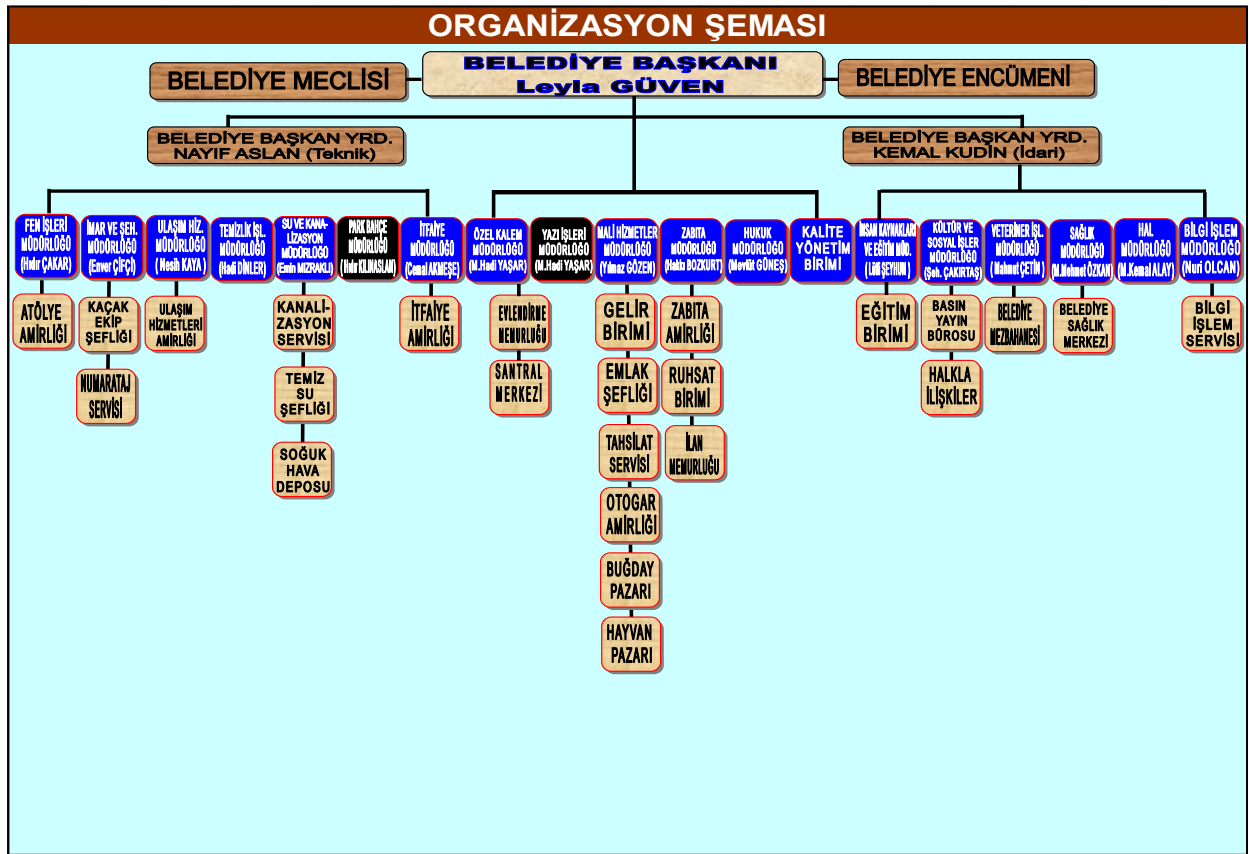 ORGANİZASYON ŞEMASI
BELEDİYE MECLİSİ
BELEDİYE BAŞKANI
Leyla GÜVEN
BELEDİYE ENCÜMENİ
BELEDİYE BAŞKAN YRD.
NAYIF ASLAN (Teknik)
BELEDİYE BAŞKAN YRD.
KEMAL KUDİN (İdari)
FEN İŞLERİ
MÜDÜRLÜĞÜ
(Hıdır ÇAKAR)
İMAR VE ŞEH.
MÜDÜRLÜĞÜ
(Enver ÇİFÇİ)
ULAŞIM HİZ.
MÜDÜRLÜĞÜ
( Nesih KAYA )
TEMİZLİK İŞL.
MÜDÜRLÜĞÜ
(Hadi DİNLER)
SU VE KANA-
LİZASYON
MÜDÜRLÜĞÜ
(Emin MIZRAKLI)
PARK BAHÇE
MÜDÜRLÜĞÜ
(Hıdır KILINASLAN)
İTFAİYE
MÜDÜRLÜĞÜ
(Cemal AKMEŞE)
ÖZEL KALEM
MÜDÜRLÜĞÜ
(M.Hadi YAŞAR)
YAZI İŞLERİ
MÜDÜRLÜĞÜ
(M.Hadi YAŞAR)
MALİ HİZMETLER
MÜDÜRLÜĞÜ
(Yılmaz GÖZEN)
ZABITA
MÜDÜRLÜĞÜ
(Hakkı BOZKURT)
HUKUK
MÜDÜRLÜĞÜ
(Mevlüt GÜNEŞ)
KALİTE
YÖNETİM
BİRİMİ
İNSAN KAYNAKLARI
VE EĞİTİM MÜD.
( Lütfi ŞEYHUN )
KÜLTÜR VE
SOSYAL İŞLER
MÜDÜRLÜĞÜ
(Şeh. ÇAKIRTAŞ)
VETERİNER İŞL.
MÜDÜRLÜĞÜ
( Mahmut ÇETİN )
SAĞLIK
MÜDÜRLÜĞÜ
(M.Mehmet ÖZKAN)
HAL
MÜDÜRLÜĞÜ
(M.Kemal ALAY)
BİLGİ İŞLEM
MÜDÜRLÜĞÜ
(Nuri OLCAN)
ATÖLYE
AMİRLİĞİ
KAÇAK
EKİP
ŞEFLİĞİ
ULAŞIM
HİZMETLERİ
AMİRLİĞİ
KANALI-
ZASYON
SERVİSİ
İTFAİYE
AMİRLİĞİ
EVLENDİRME
MEMURLUĞU
GELİR
BİRİMİ
ZABITA
AMİRLİĞİ
EĞİTİM
BİRİMİ
BASIN
YAYIN
BÜROSU
BELEDİYE
MEZBAHANESİ
BELEDİYE
SAĞLIK
MERKEZİ
BİLGİ
İŞLEM
SERVİSİ
NUMARATAJ
SERVİSİ
TEMİZ
SU
ŞEFLİĞİ
SANTRAL
MERKEZİ
EMLAK
ŞEFLİĞİ
RUHSAT
BİRİMİ
HALKLA
İLİŞKİLER
SOĞUK
HAVA
DEPOSU
TAHSİLAT
SERVİSİ
İLAN
MEMURLUĞU
OTOGAR
AMİRLİĞİ
BUĞDAY
PAZARI
HAYVAN
PAZARI